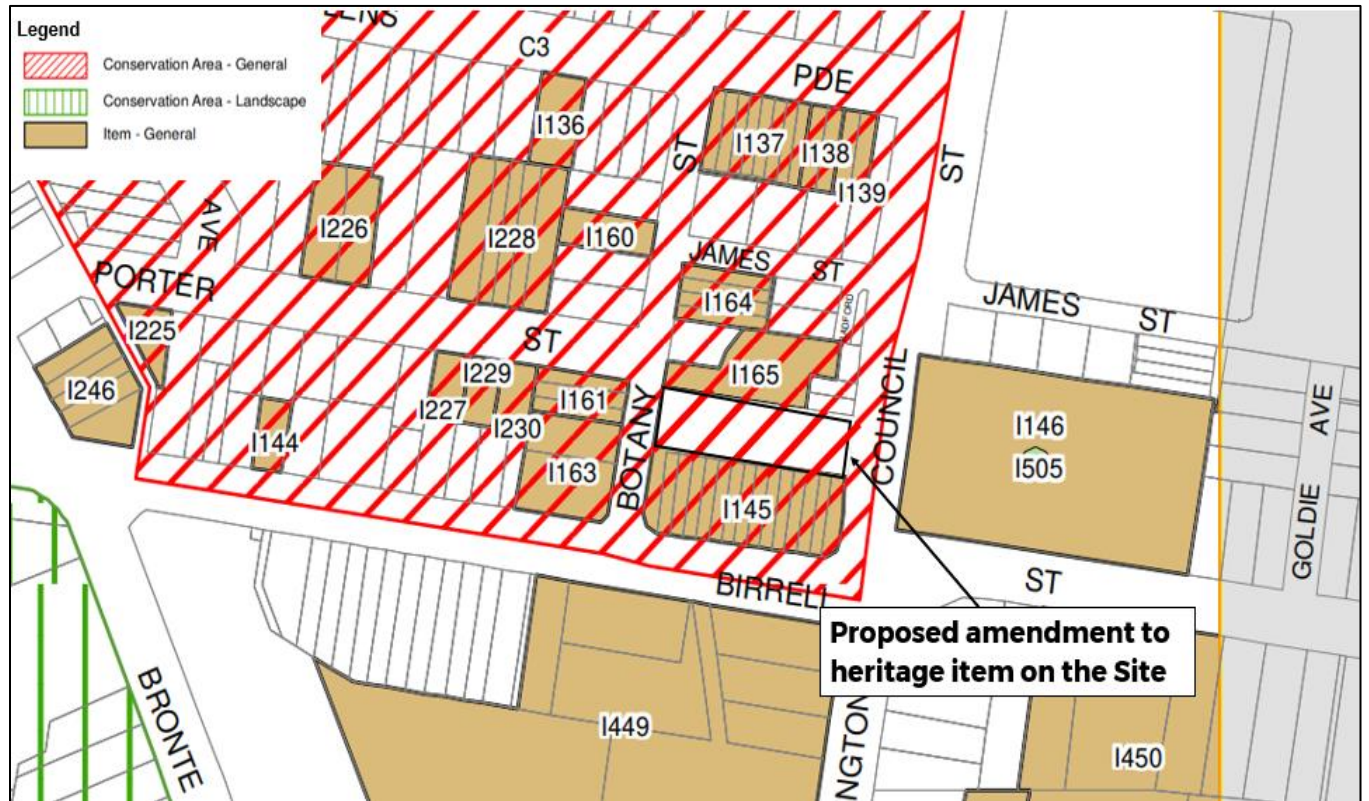 Legend
Conservation Area - General
Conservation Area - Landscape
Item - General
ENS
C3
PDE
I136
I137
I138
I139
ST
ST
AVE
I226
I228
I160
JAMES
ST
PORTER
I164
JAMES
ST
I225
ST
I165
COUNCIL
I246
I229
I161
I227
I230
BOTANY
I144
I163
I145
I146
I505
AVE
GOLDIE
BIRRELL
ST
Proposed amendment to
heritage item on the Site
BRONTE
I449
NGTON
I450